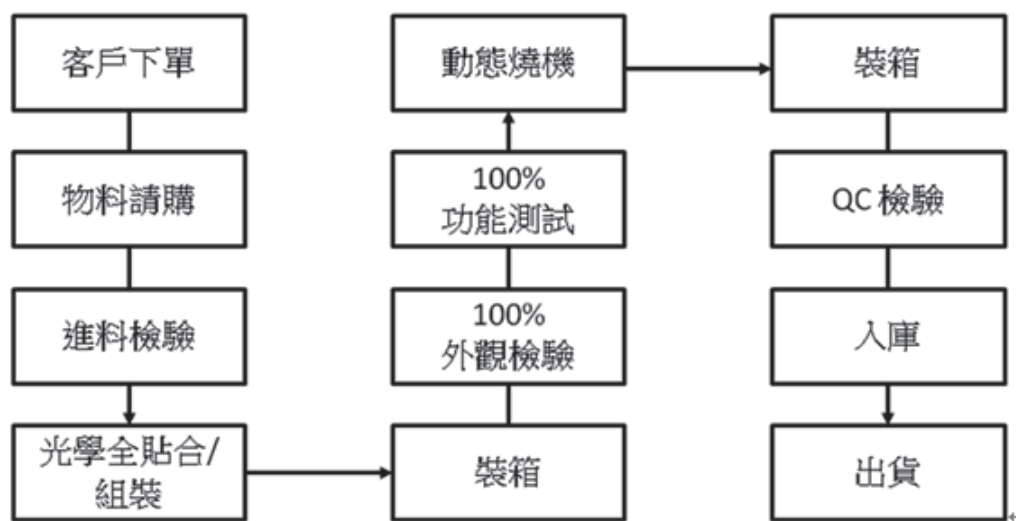 客戶下單
物料請購
進料檢驗
光學全貼合/
組裝
裝箱
100%
外觀檢驗
100%
功能測試
動態燒機
裝箱
QC 檢驗
入庫
出貨